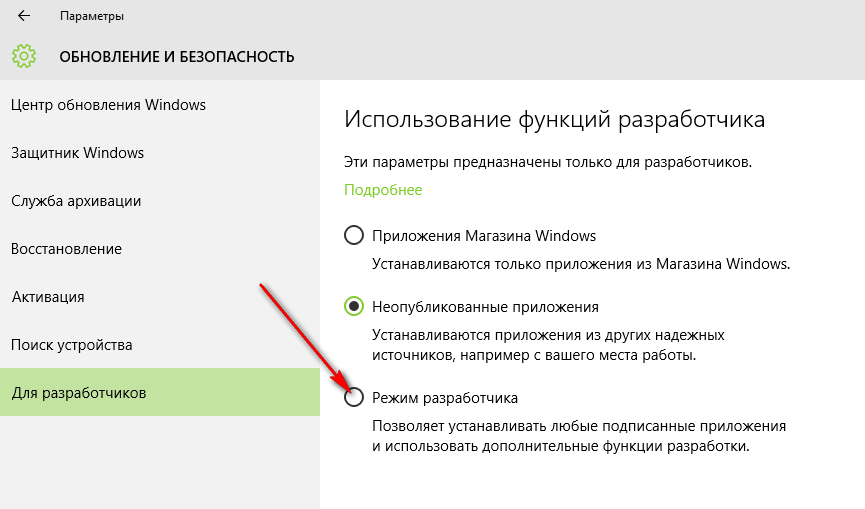 Параметры
ОБНОВЛЕНИЕ И БЕЗОПАСНОСТЬ
Центр обновления Windows
Защитник Windows
Служба архивации
Восстановление
Активация
Поиск устройства
Для разработчиков
Использование функций разработчика
Эти параметры предназначены только для разработчиков.
Подробнее
Приложения Магазина Windows
Устанавливаются только приложения из Магазина Windows.
Неопубликованные приложения
Устанавливаются приложения из других надежных
источников, например с вашего места работы.
Режим разработчика
Позволяет устанавливать любые подписанные приложения
и использовать дополнительные функции разработки.